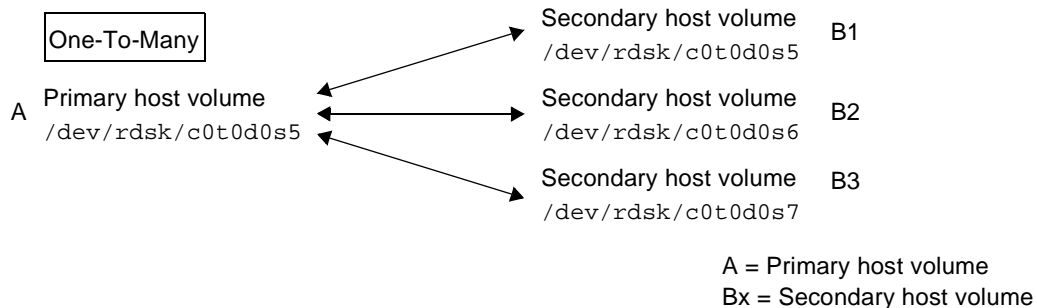 One-To-Many
A
Primary host volume
/dev/rdsk/c0t0d0s5
Secondary host volume
/dev/rdsk/c0t0d0s5
B1
Secondary host volume
/dev/rdsk/c0t0d0s6
B2
Secondary host volume
/dev/rdsk/c0t0d0s7
B3
A = Primary host volume
Bx = Secondary host volume